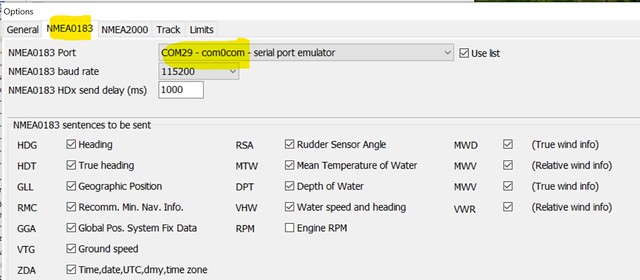 Options
General NMEA0183 NMEA2000 Track Limits
NMEA0183 Port COM29 - com0com - serial port emulator Use list
NMEA0183 baud rate 115200
NMEA0183 HDx send delay (ms) 1000
NMEA0183 sentences to be sent
HDG Heading RSA Rudder Sensor Angle MWD (True wind info)
HDT True heading MTW Mean Temperature of Water MWV (Relative wind info)
GLL Geographic Position DPT Depth of Water MWV (True wind info)
RMC Recomm. Min. Nav. Info. VHW Water speed and heading VWR (Relative wind info)
GGA Global Pos. System Fix Data RPM Engine RPM
VTG Ground speed
ZDA Time,date,UTC,dmy,time zone